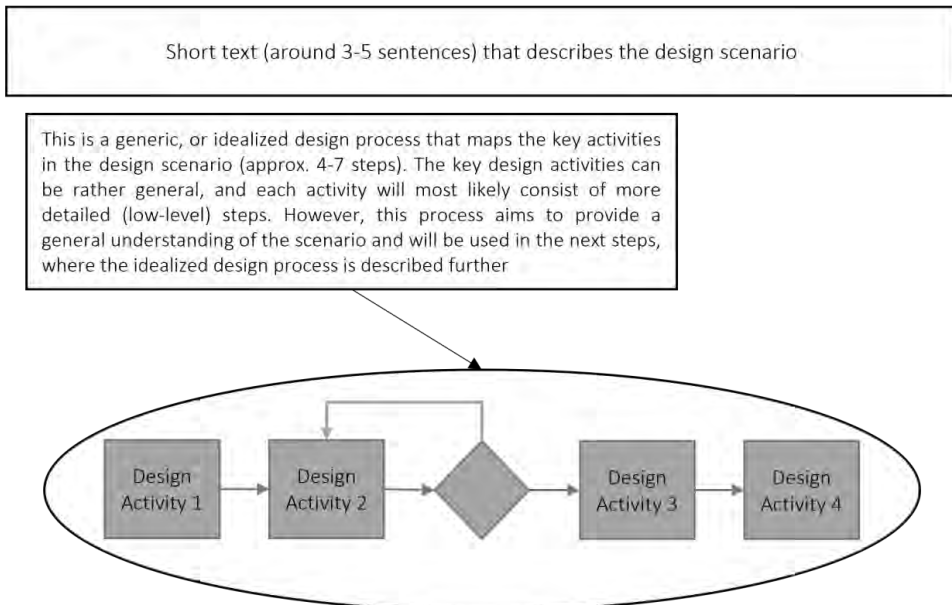 Short text (around 3-5 sentences) that describes the design scenario
This is a generic, or idealized design process that maps the key activities
in the design scenario (approx. 4-7 steps). The key design activities can
be rather general, and each activity will most likely consist of more
detailed (low-level) steps. However, this process aims to provide a
general understanding of the scenario and will be used in the next steps,
where the idealized design process is described further
Design
Activity 1
Design
Activity 2
Design
Activity 3
Design
Activity 4